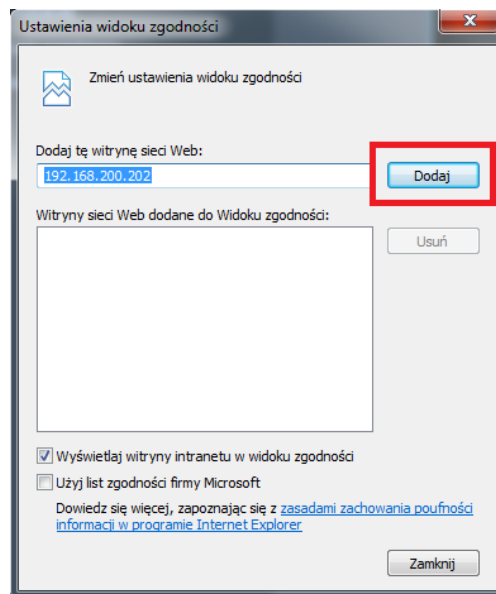 Ustawienia widoku zgodności
Zmień ustawienia widoku zgodności
Dodaj tę witrynę sieci Web:
192.168.200.202
Dodaj
Witryny sieci Web dodane do Widoku zgodności:
Usuń
Wyświetlaj witryny intranetu w widoku zgodności
Użyj list zgodności firmy Microsoft
Dowiedz się więcej, zapoznając się z zasadami zachowania poufności
informacji w programie Internet Explorer
Zamknij